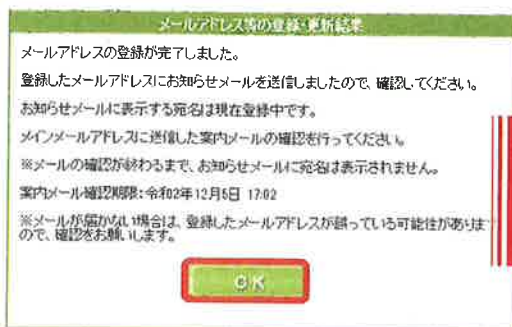 メールアドレス等の登録・更新結果
メールアドレスの登録が完了しました。
登録したメールアドレスにお知らせメールを送信しましたので、確認してください。
お知らせメールに表示する宛名は現在登録中です。
メインメールアドレスに送信した案内メールの確認を行ってください。
※メールの確認が終わるまで、お知らせメールに宛名は表示されません。
案内メール確認期限:令和2年12月5日 17:02
※メールが届かない場合は、登録したメールアドレスが誤っている可能性がありま
ので、確認をお願いします。
OK